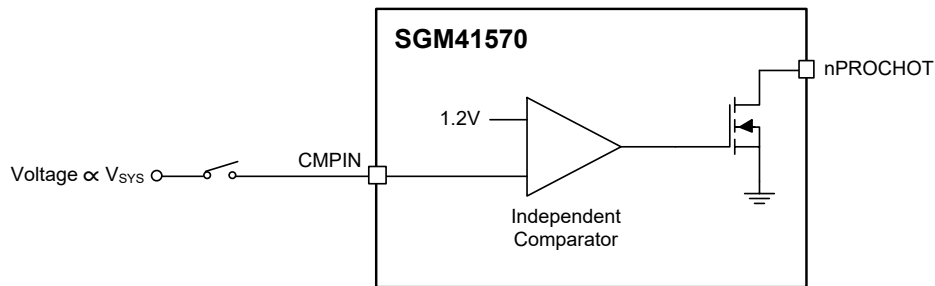 SGM41570
nPROCHOT
1.2V
CMPIN
Voltage ∝ VSYS
Independent
Comparator